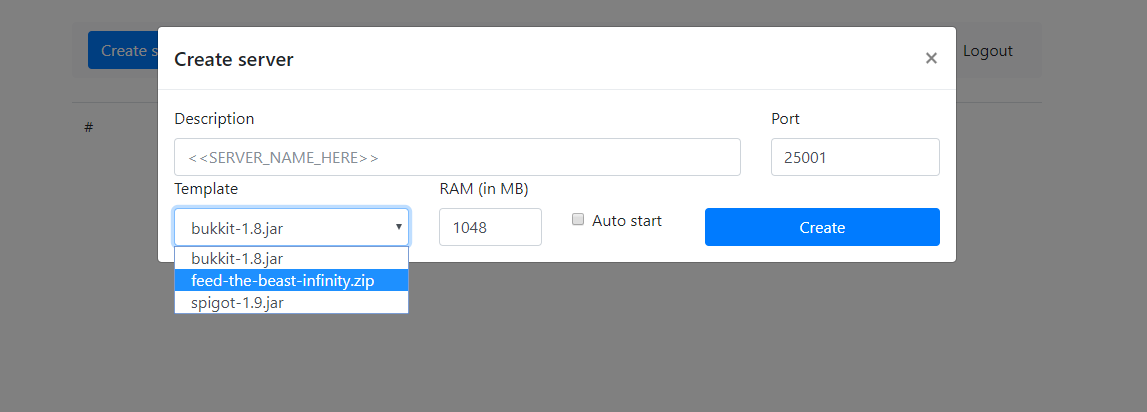 Create s
Logout
Create server ×
#
Description
Port
<<SERVER_NAME_HERE>>
25001
Template
RAM (in MB)
bukkit-1.8.jar
1048
Auto start
Create
bukkit-1.8.jar
feed-the-beast-infinity.zip
spigot-1.9.jar